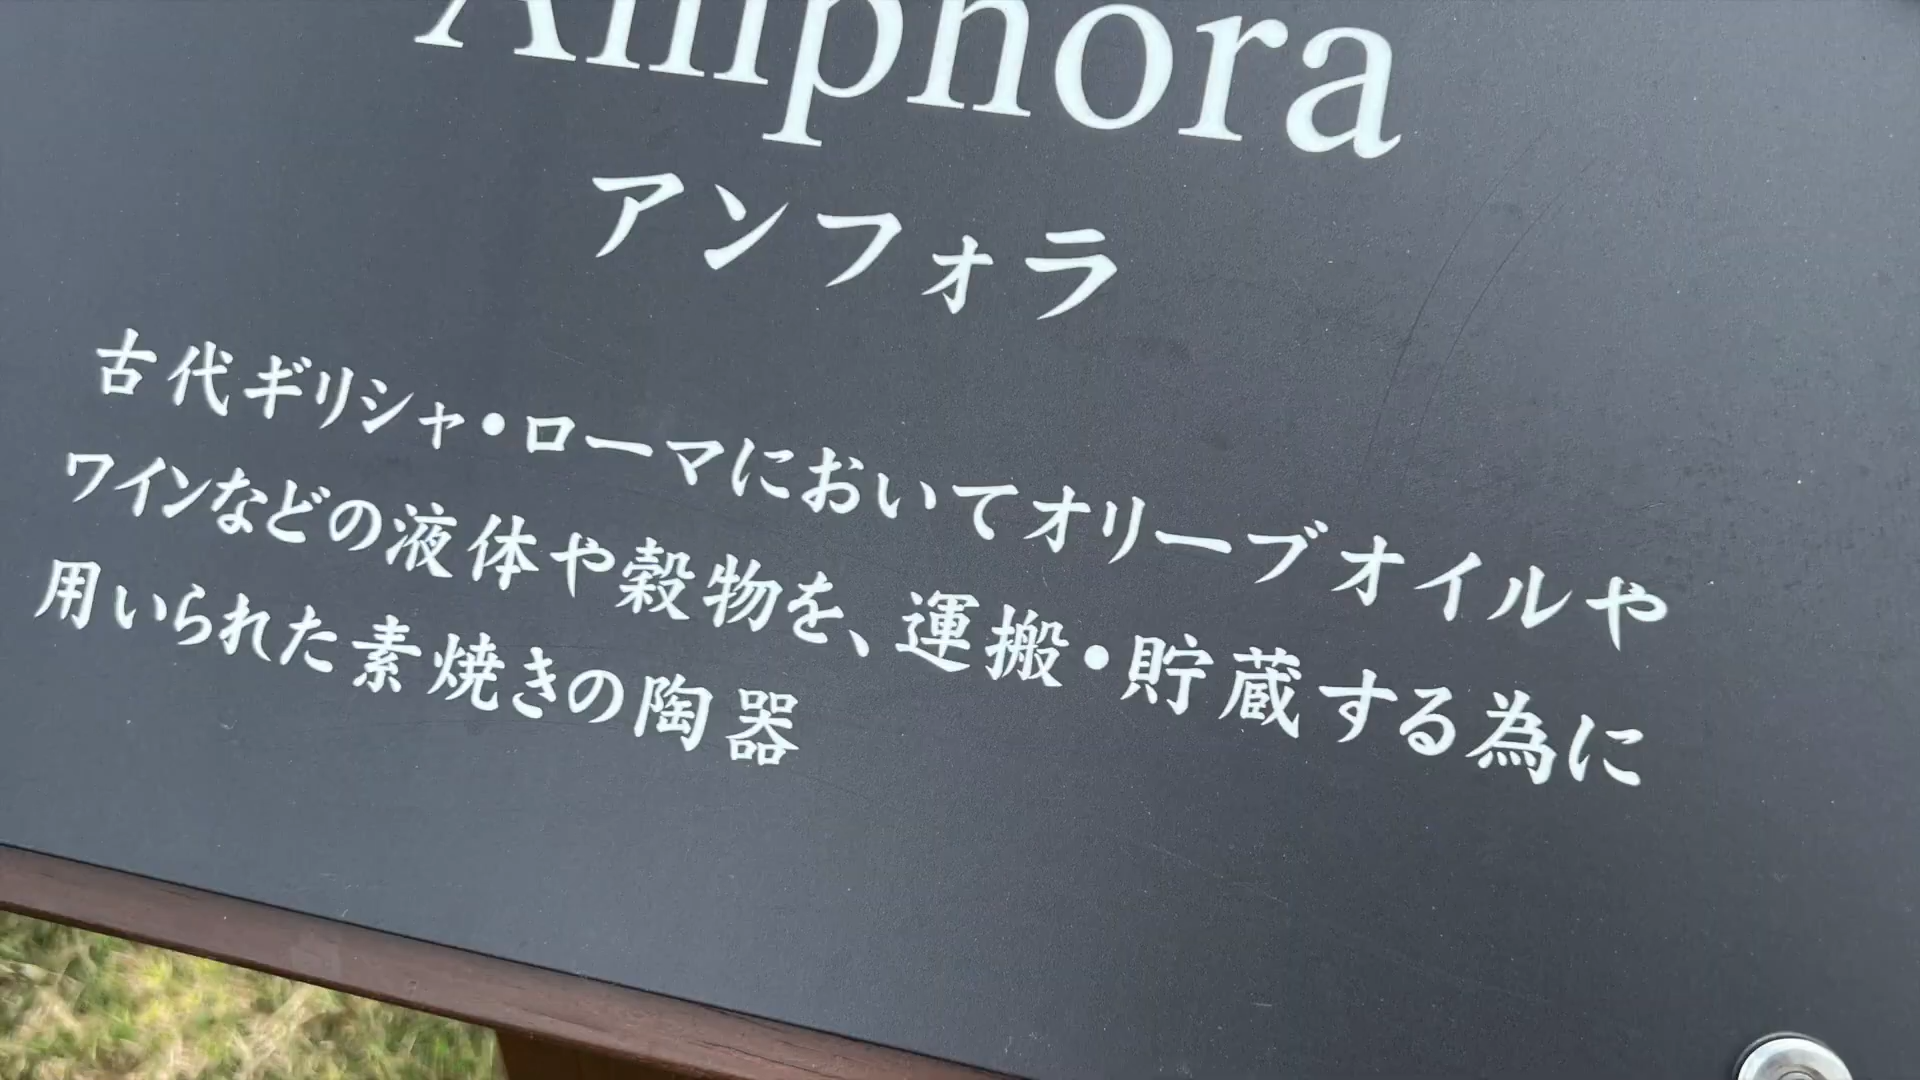 Amphora
アンフォラ
古代ギリシャ・ローマにおいてオリーブオイルや
ワインなどの液体や穀物を、運搬・貯蔵する為に
用いられた素焼きの陶器